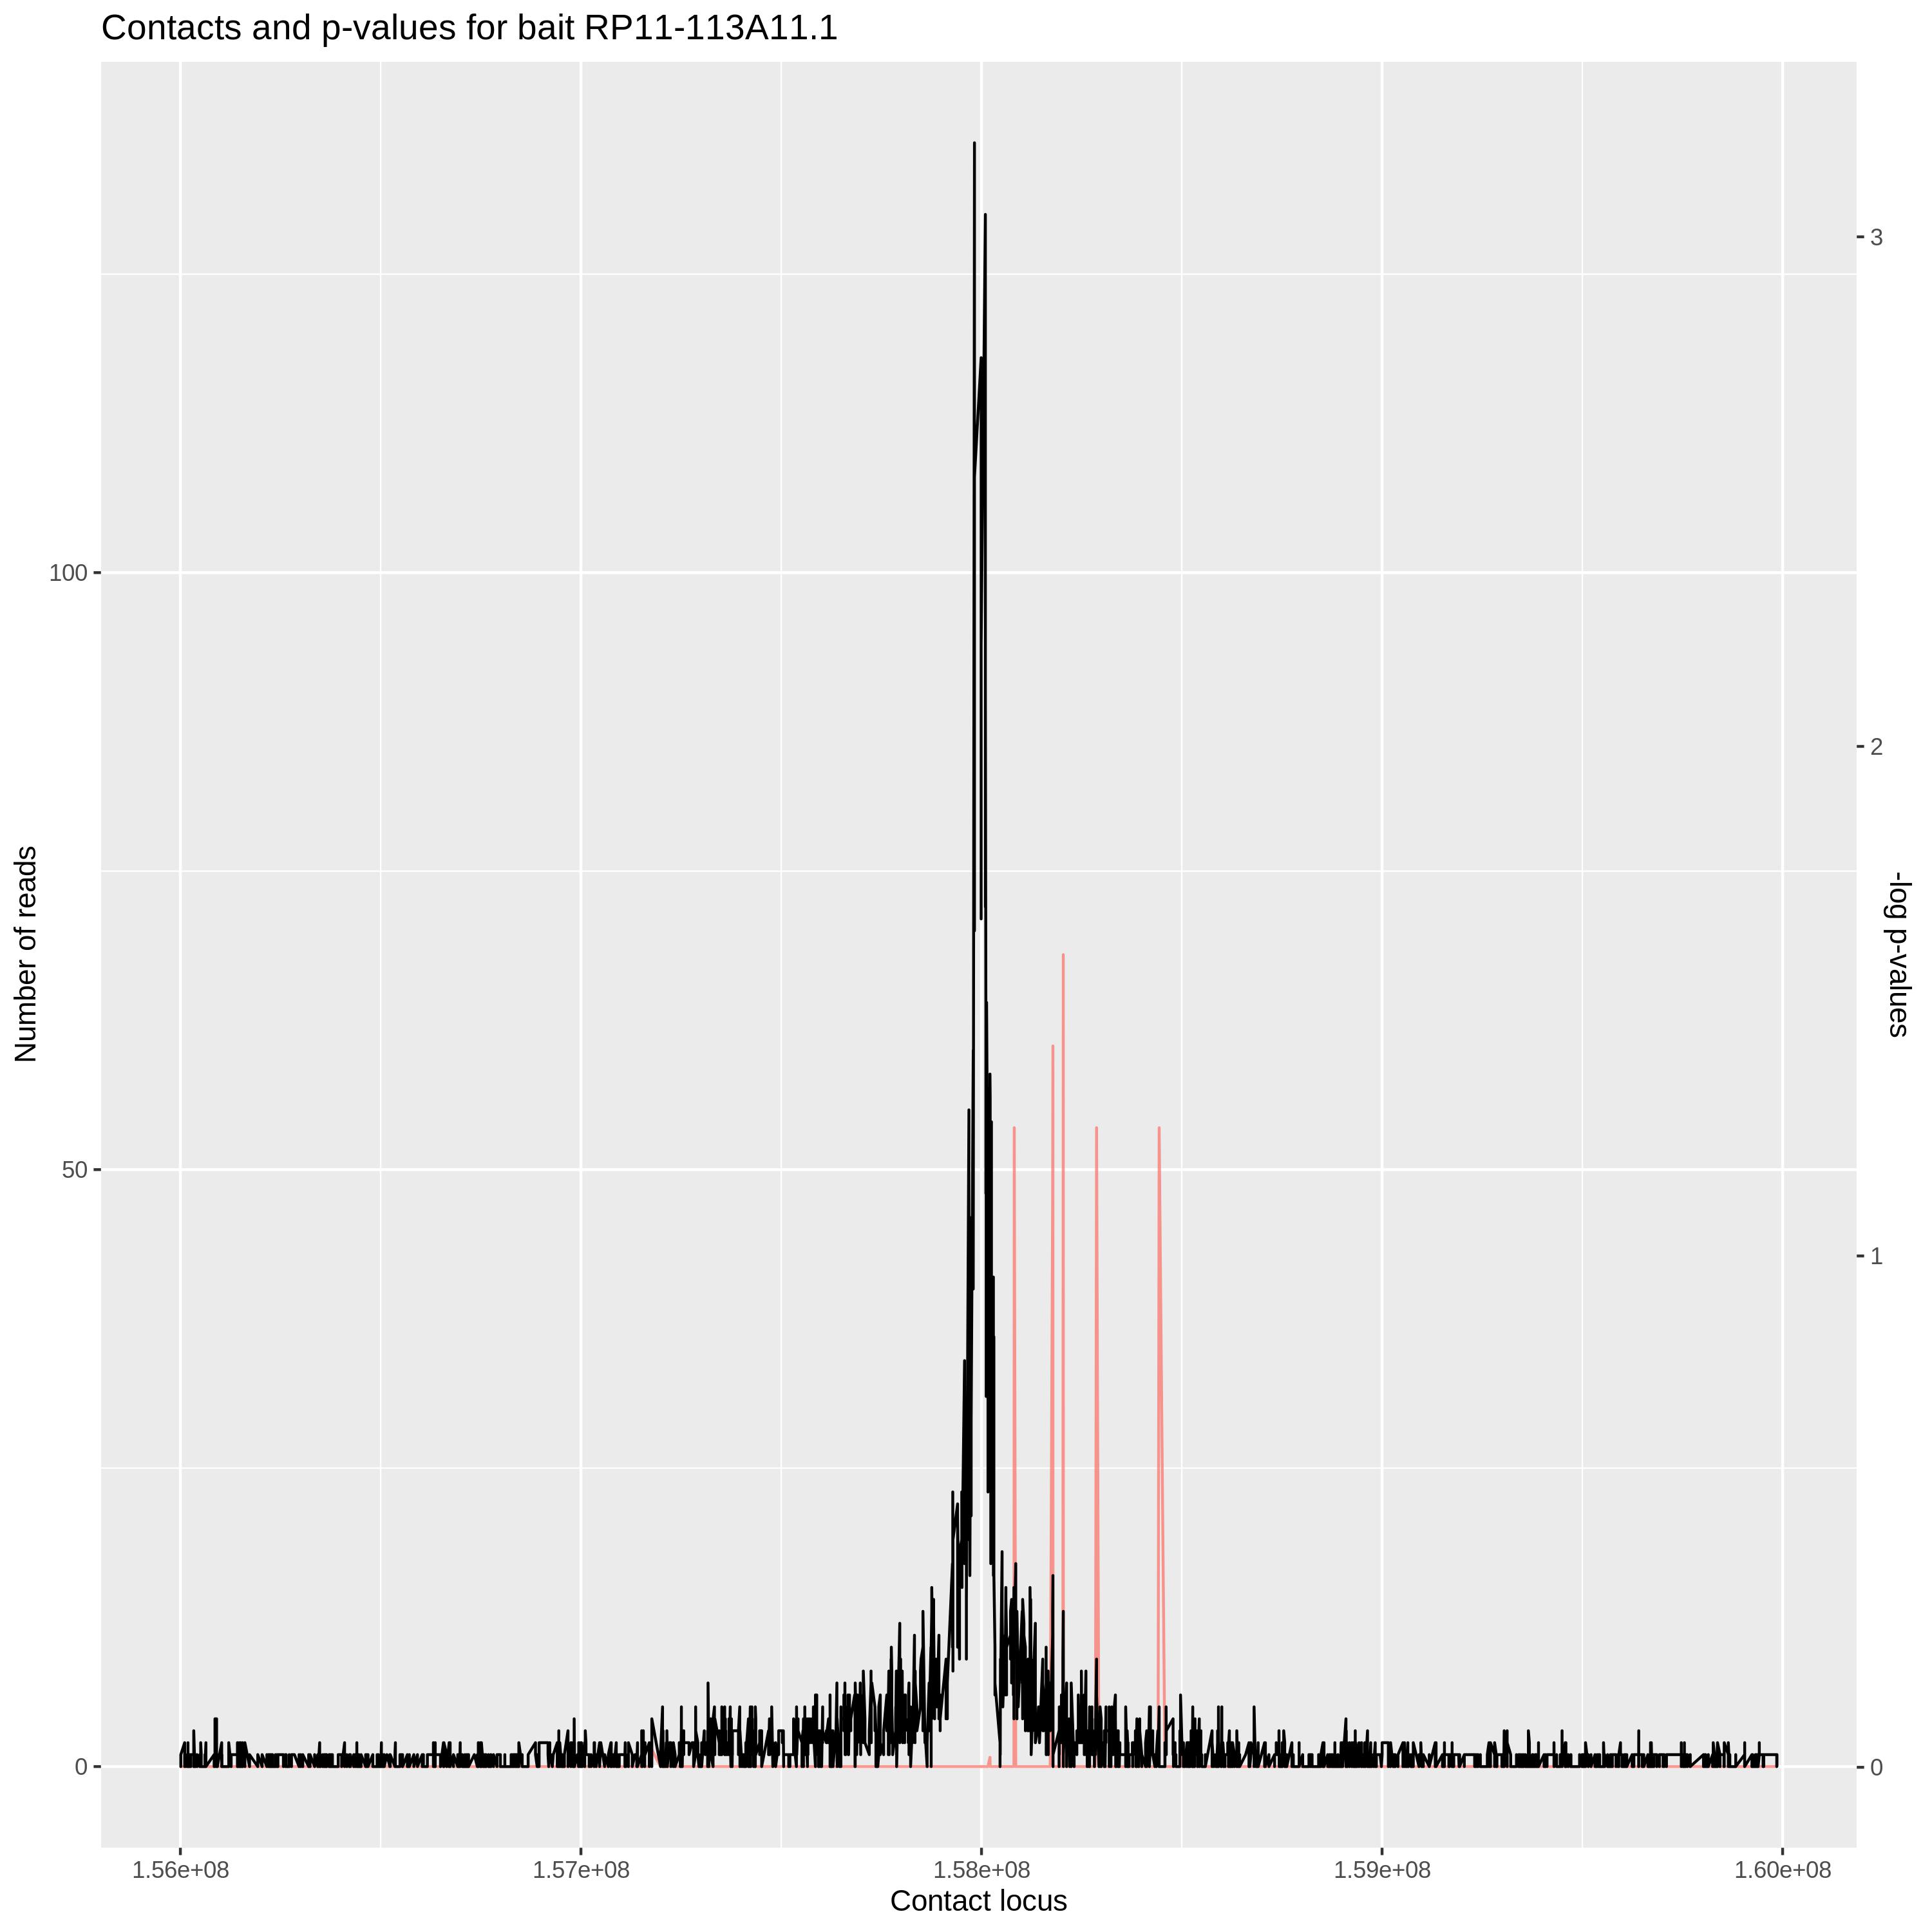 Contacts and p-values for bait RP11-113A11.1
Number of reads
100
50
0
3
2
1
0
-log p-values
1.56e+08
1.57e+08
1.58e+08
1.59e+08
1.60e+08
Contact locus